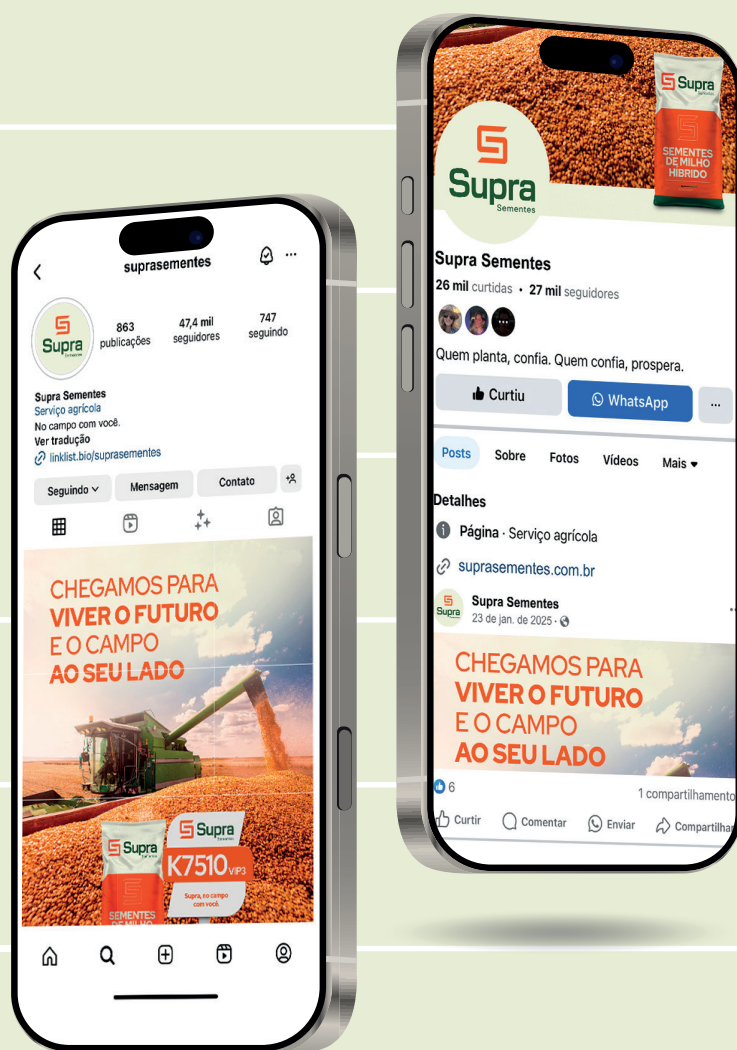 suprasementes
Supra
Sementes
863
publicações
47,4 mil
seguidores
747
seguindo
Supra Sementes
Serviço agrícola
No campo com você.
Ver tradução
linklist.bio/suprasementes
Seguindo
Mensagem
Contato
CHEGAMOS PARA
VIVER O FUTURO
E O CAMPO
AO SEU LADO
Supra
Supra
K7510 VIP3
Supra, no campo
com você.
SEMENTES
DE MILHO
Supra
Sementes
SEMENTES
DE MILHO
HÍBRIDO
Supra
Sementes
Supra Sementes
26 mil curtidas • 27 mil seguidores
Quem planta, confia. Quem confia, prospera.
Curtiu
WhatsApp
Posts Sobre Fotos Vídeos Mais
Detalhes
Página · Serviço agrícola
suprasementes.com.br
Supra
Supra Sementes
23 de jan. de 2025 ·
CHEGAMOS PARA
VIVER O FUTURO
E O CAMPO
AO SEU LADO
6
1 compartilhamento
Curtir Comentar Enviar Compartilhar